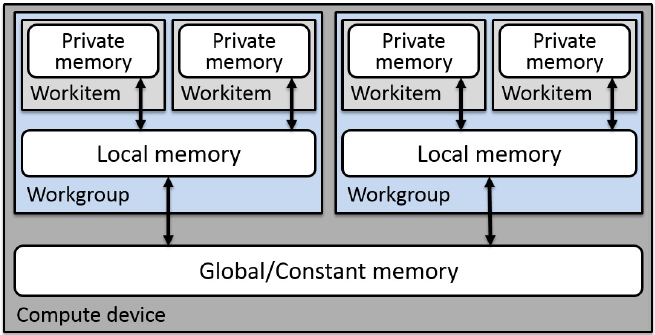 Private
memory
Workitem
Private
memory
Workitem
Private
memory
Workitem
Private
memory
Workitem
Local memory
Workgroup
Local memory
Workgroup
Global/Constant memory
Compute device